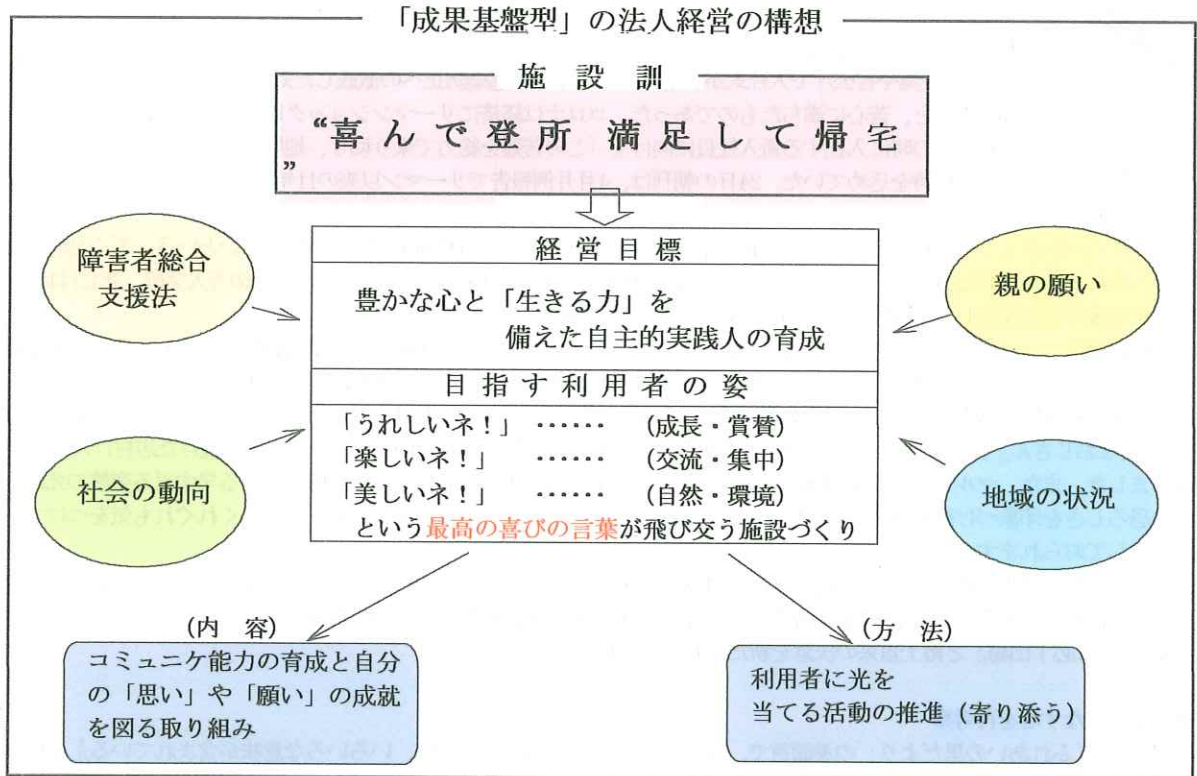 「成果基盤型」の法人経営の構想
施設訓
“喜んで登所 満足して帰宅
”
障害者総合
支援法
経営目標
豊かな心と「生きる力」を
備えた自主的実践人の育成
親の願い
目指す利用者の姿
「うれしいネ！」 …… （成長・賞賛）
「楽しいネ！」 …… （交流・集中）
「美しいネ！」 …… （自然・環境）
という最高の喜びの言葉が飛び交う施設づくり
社会の動向
地域の状況
（内 容）
コミュニケ能力の育成と自分
の「思い」や「願い」の成就
を図る取り組み
（方 法）
利用者に光を
当てる活動の推進（寄り添う）